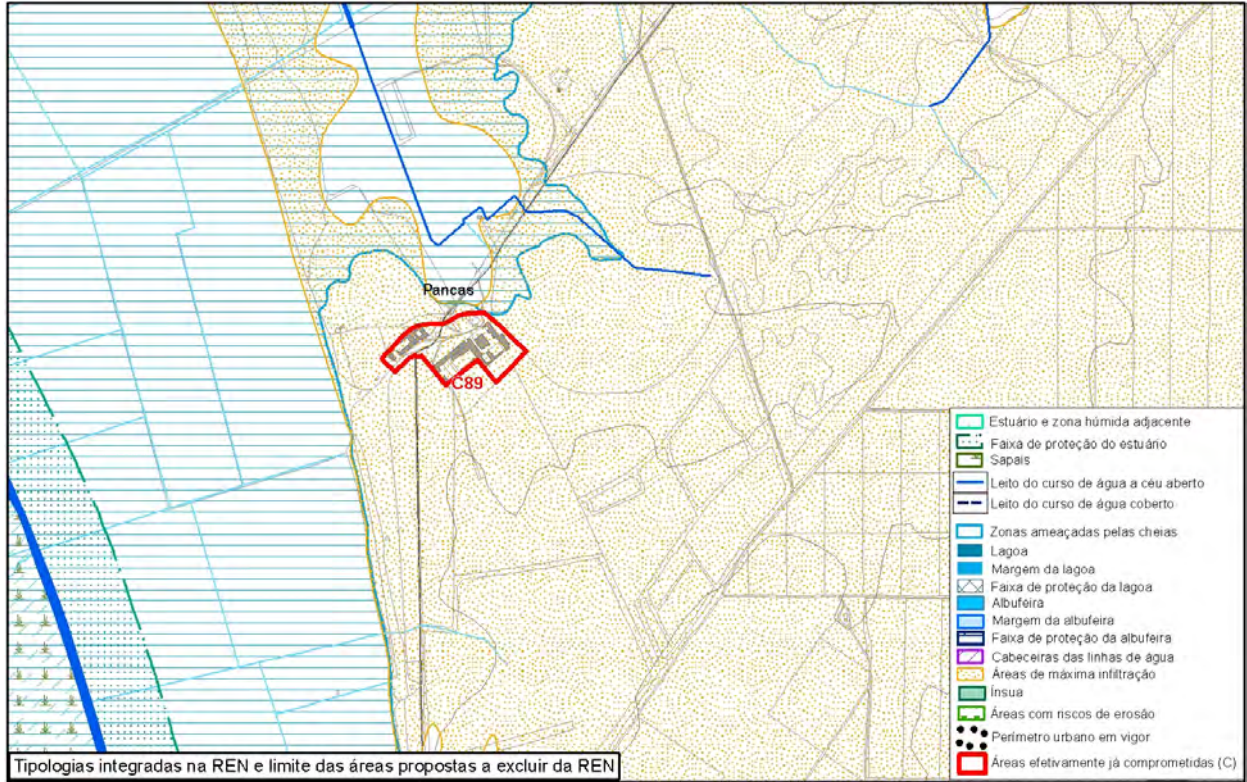 Pancas
C89
Estuário e zona húmida adjacente
Faixa de proteção do estuário
Sapais
Leito do curso de água a céu aberto
Leito do curso de água coberto
Zonas ameaçadas pelas cheias
Lagoa
Margem da lagoa
Faixa de proteção da lagoa
Albufeira
Margem da albufeira
Faixa de proteção da albufeira
Cabeceiras das linhas de água
Áreas de máxima infiltração
Ínsua
Áreas com riscos de erosão
Perímetro urbano em vigor
Áreas efetivamente já comprometidas (C)
Tipologias integradas na REN e limite das áreas propostas a excluir da REN